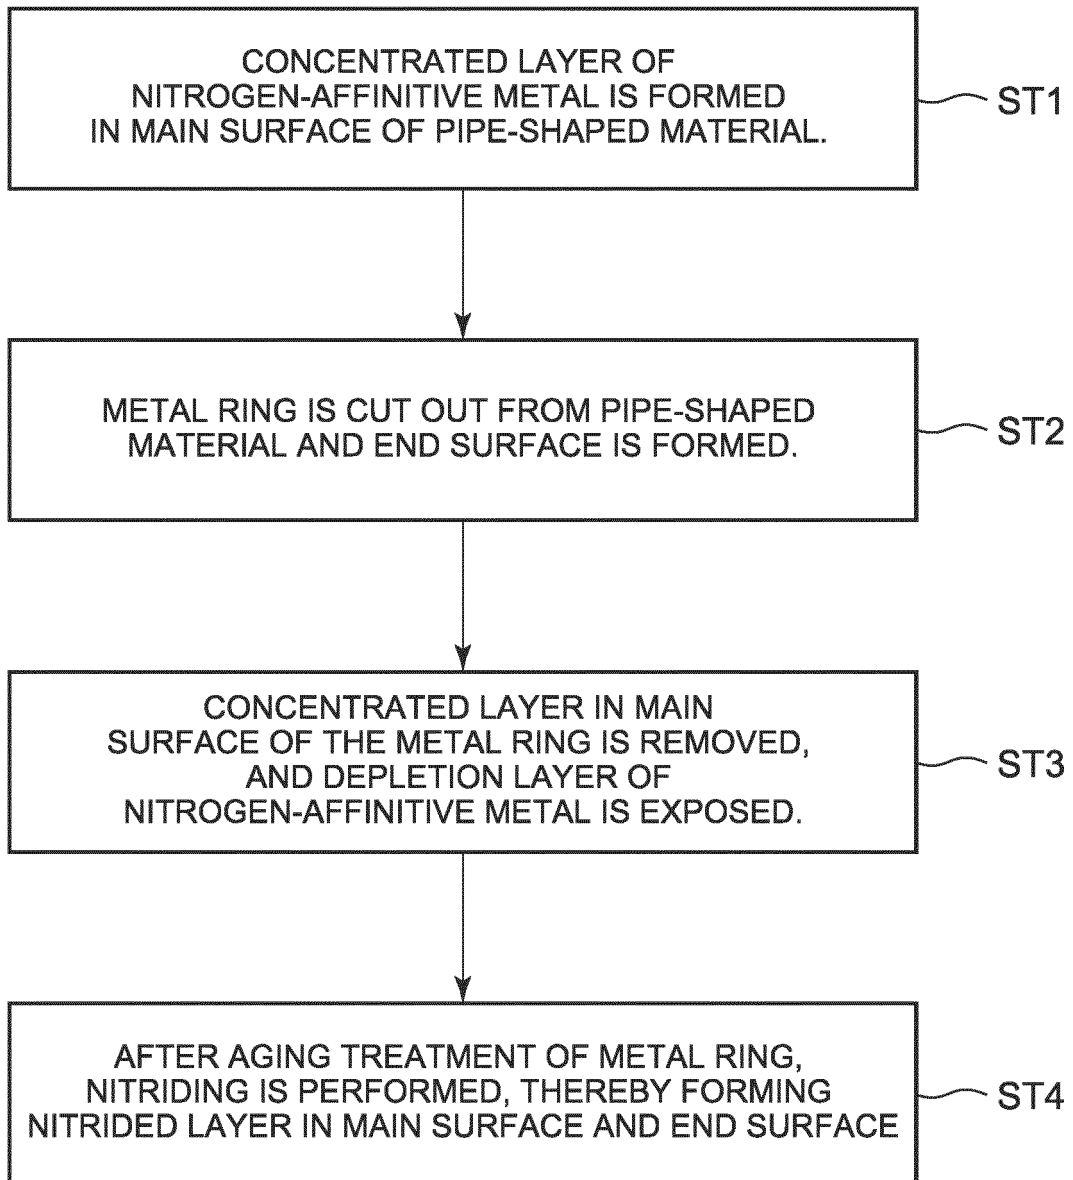 CONCENTRATED LAYER OF
NITROGEN-AFFINITIVE METAL IS FORMED
IN MAIN SURFACE OF PIPE-SHAPED MATERIAL.
ST1
METAL RING IS CUT OUT FROM PIPE-SHAPED
MATERIAL AND END SURFACE IS FORMED.
ST2
CONCENTRATED LAYER IN MAIN
SURFACE OF THE METAL RING IS REMOVED,
AND DEPLETION LAYER OF
NITROGEN-AFFINITIVE METAL IS EXPOSED.
ST3
AFTER AGING TREATMENT OF METAL RING,
NITRIDING IS PERFORMED, THEREBY FORMING
NITRIDED LAYER IN MAIN SURFACE AND END SURFACE
ST4